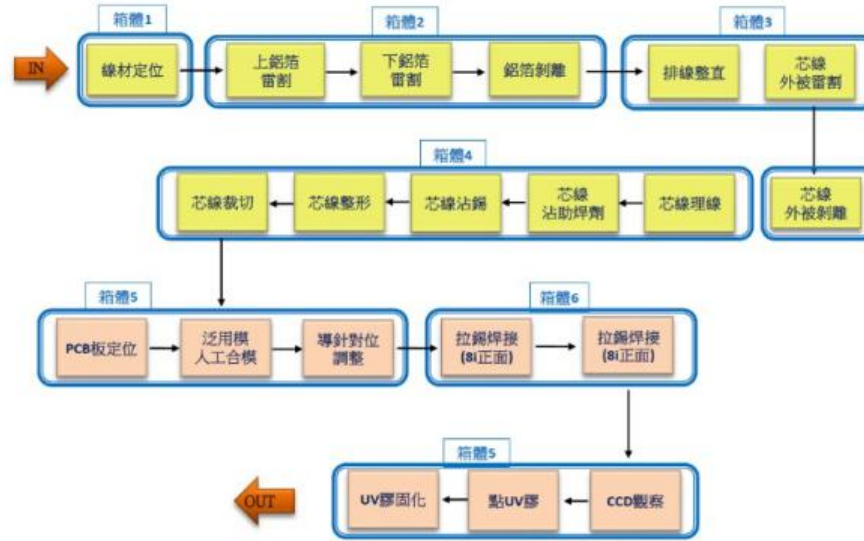 箱體1
箱體2
箱體3
IN
線材定位
上鋁箔
雷割
下鋁箔
雷割
鋁箔剝離
排線整直
芯線
外被雷割
箱體4
芯線裁切
芯線整形
芯線沾錫
芯線
沾助焊劑
芯線理線
芯線
外被剝離
箱體5
箱體6
PCB板定位
泛用模
人工合模
導針對位
調整
拉錫焊接
(8i正面)
拉錫焊接
(8i正面)
箱體5
OUT
UV膠固化
點UV膠
CCD觀察